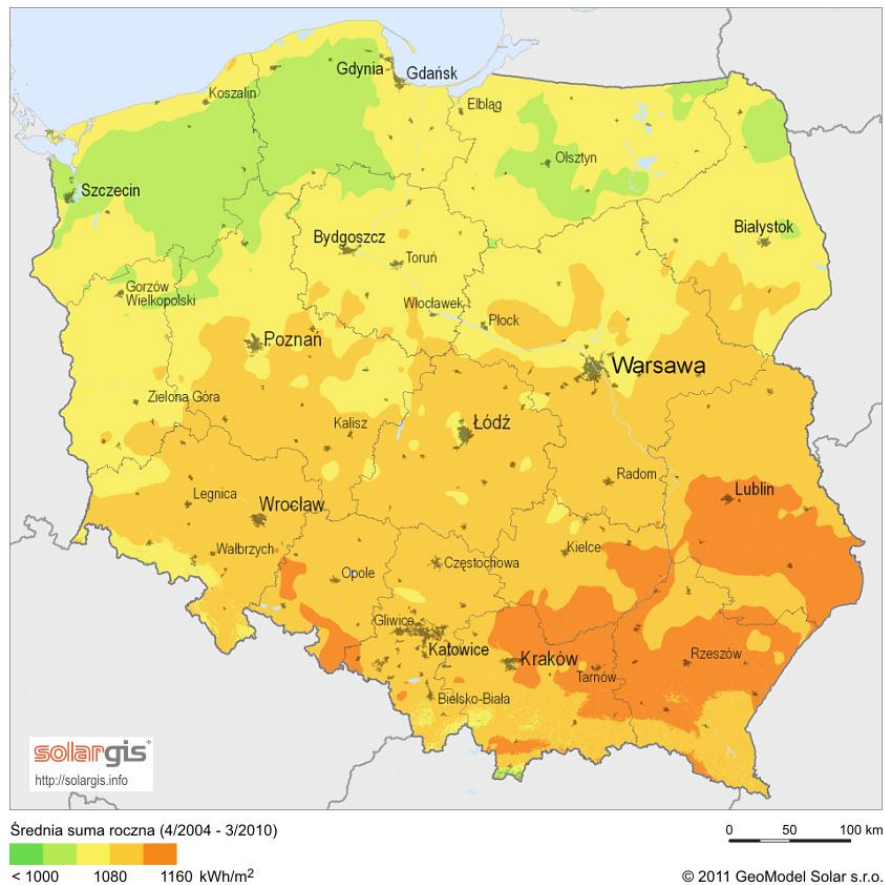 Gdynia
Gdańsk
Koszalin
Elbląg
Olsztyn
Szczecin
Białystok
Bydgoszcz
Toruń
Gorzów
Wielkopolski
Włocławek
Płock
Poznań
Warsawa
Zielona Góra
Kalisz
Łódź
Radom
Legnica
Wrocław
Lublin
Wałbrzych
Opole
Częstochowa
Kielce
Gliwice
Katowice
Kraków
Tarnów
Rzeszów
Bielsko-Biała
solargis
http://solargis.info
Średnia suma roczna (4/2004 - 3/2010)
0 50 100 km
< 1000 1080 1160 kWh/m²
© 2011 GeoModel Solar s.r.o.